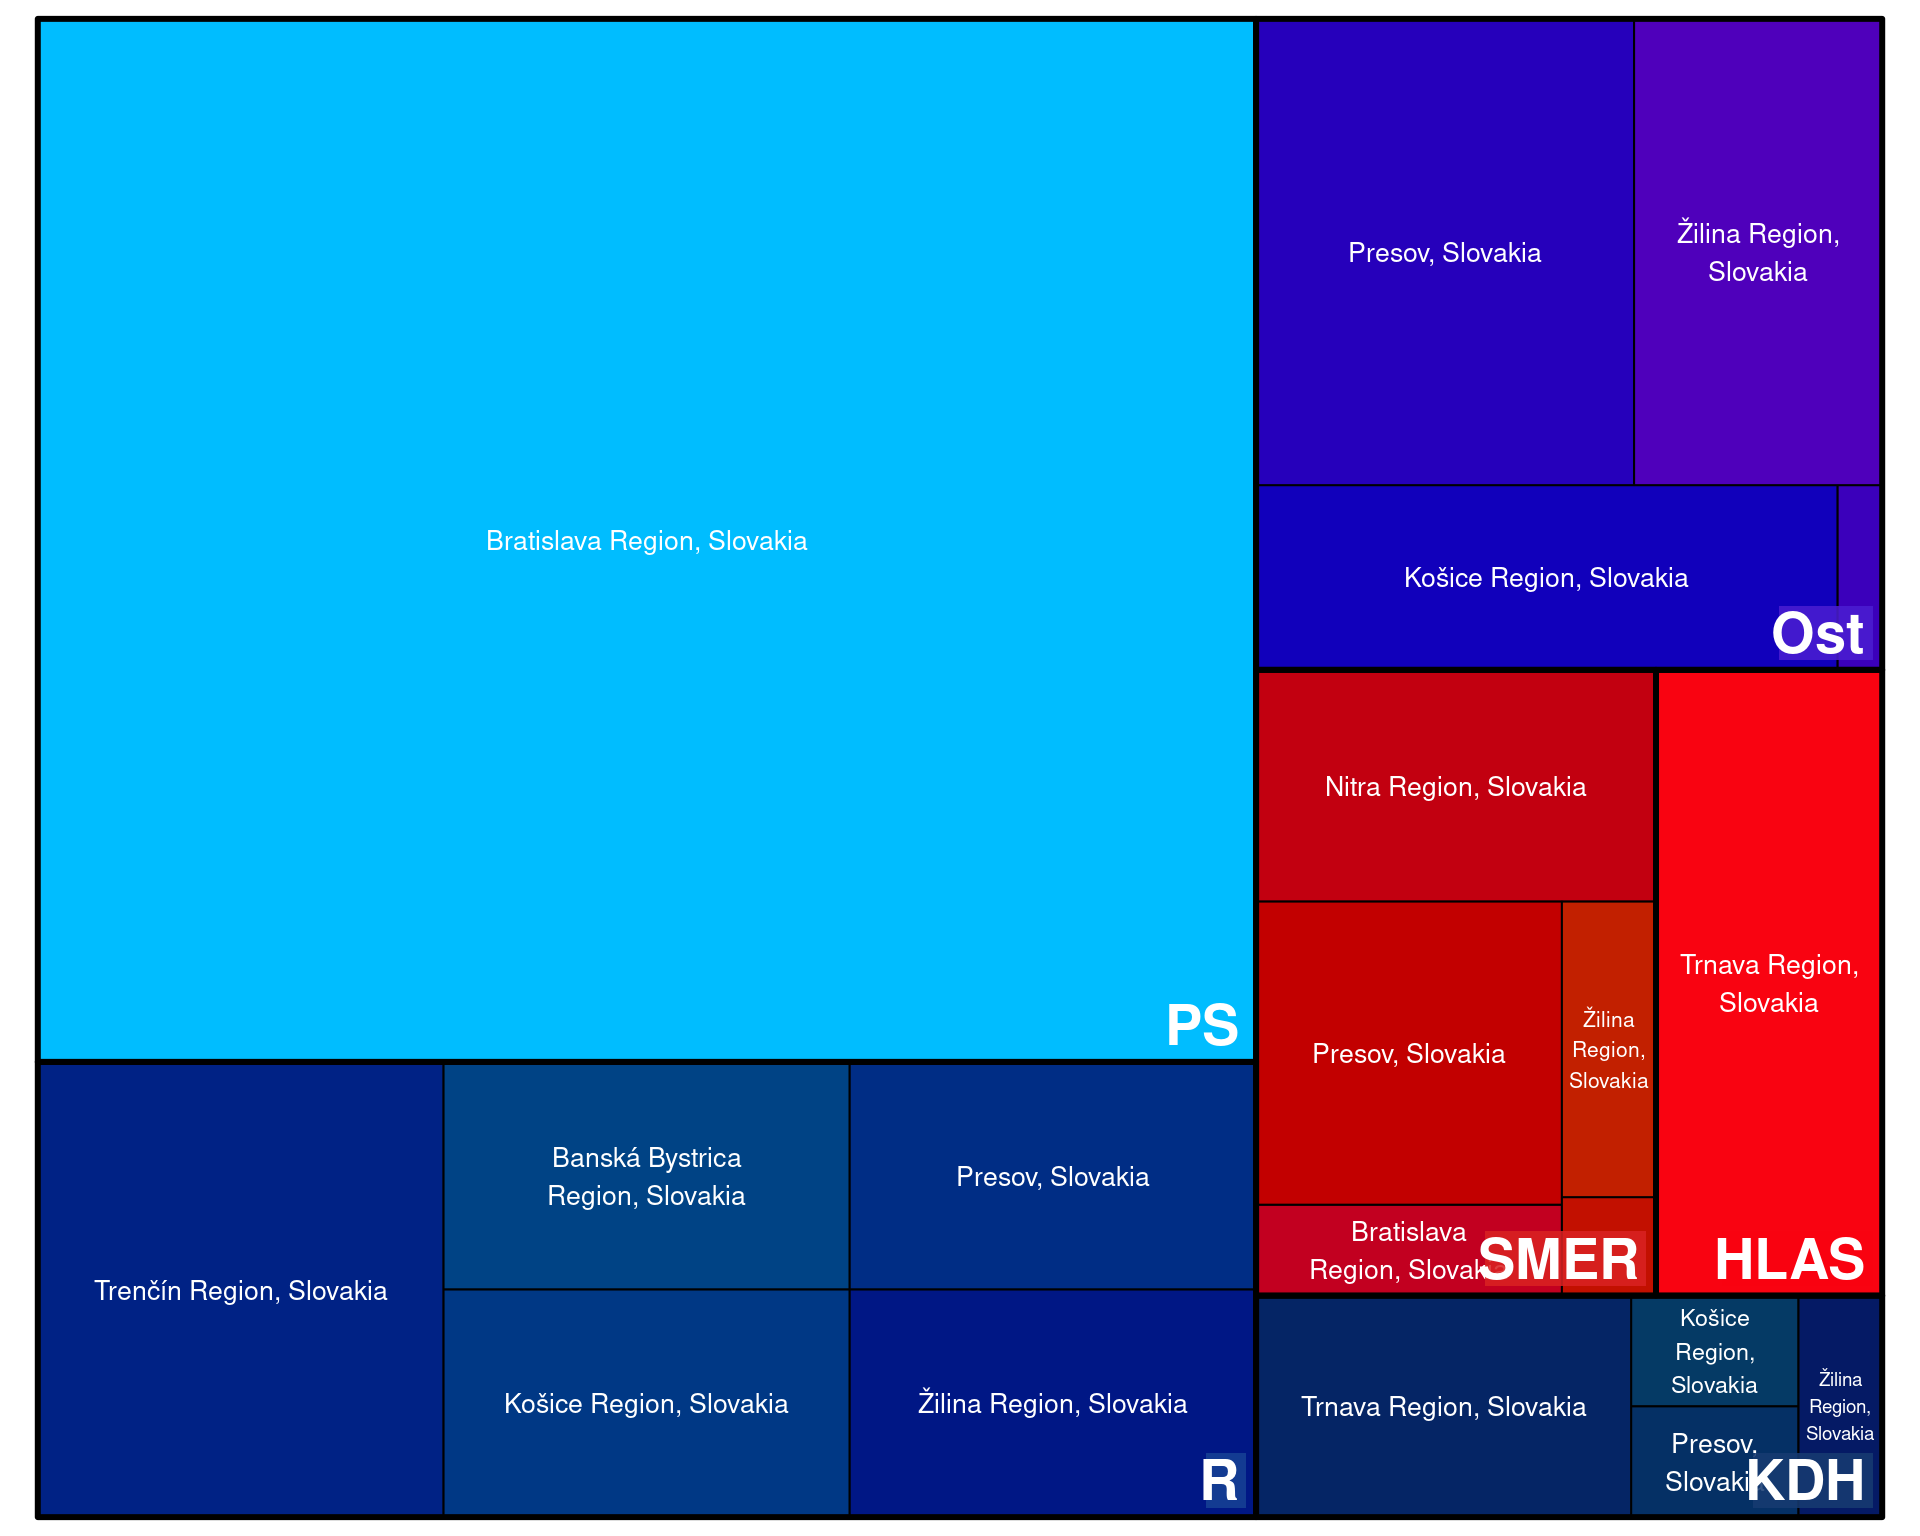 Bratislava Region, Slovakia
PS
Presov, Slovakia
Žilina Region,
Slovakia
Košice Region, Slovakia
Ost
Nitra Region, Slovakia
Presov, Slovakia
Žilina
Region,
Slovakia
Bratislava
Region, Slovakia
SMER
Trnava Region,
Slovakia
HLAS
Trenčín Region, Slovakia
Banská Bystrica
Region, Slovakia
Presov, Slovakia
Košice Region, Slovakia
Žilina Region, Slovakia
R
Trnava Region, Slovakia
Košice
Region,
Slovakia
Presov,
Slovakia
Žilina
Region,
Slovakia
KDH